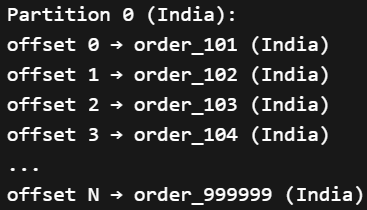 Partition 0 (India):
offset 0 → order_101 (India)
offset 1 → order_102 (India)
offset 2 → order_103 (India)
offset 3 → order_104 (India)
...
offset N → order_999999 (India)